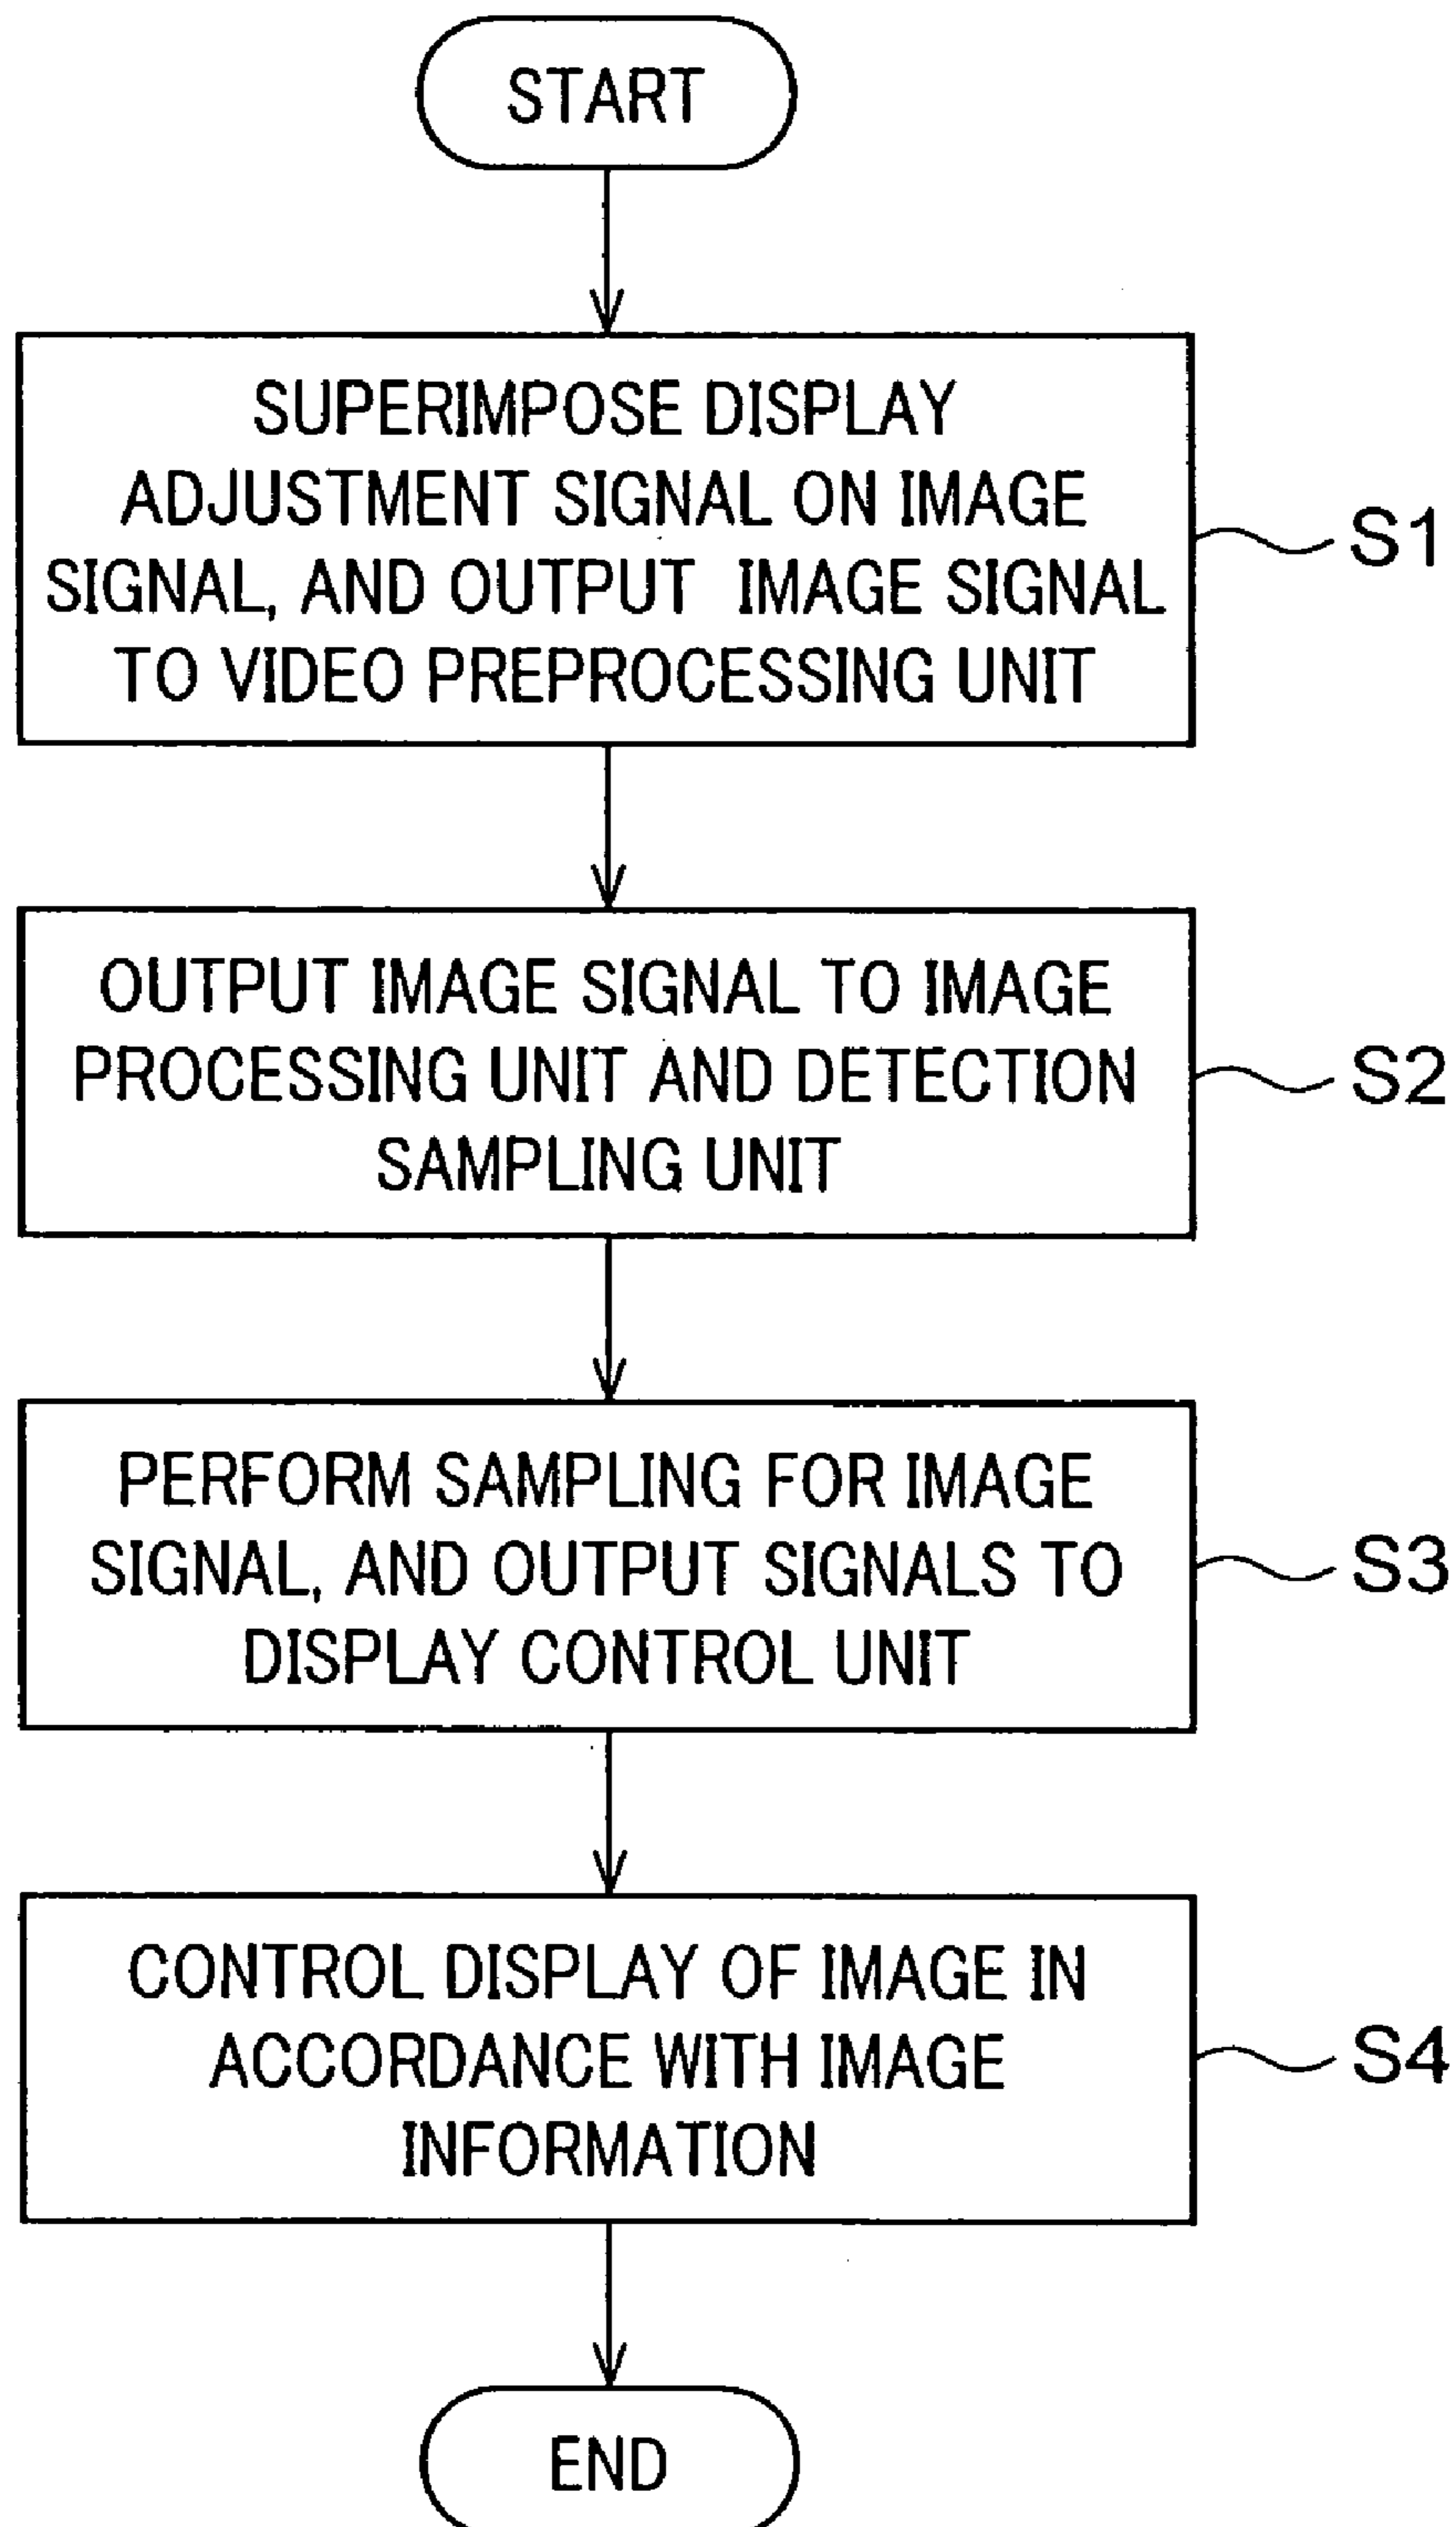 START
SUPERIMPOSE DISPLAY
ADJUSTMENT SIGNAL ON IMAGE
SIGNAL, AND OUTPUT IMAGE SIGNAL
TO VIDEO PREPROCESSING UNIT
S1
OUTPUT IMAGE SIGNAL TO IMAGE
PROCESSING UNIT AND DETECTION
SAMPLING UNIT
S2
PERFORM SAMPLING FOR IMAGE
SIGNAL, AND OUTPUT SIGNALS TO
DISPLAY CONTROL UNIT
S3
CONTROL DISPLAY OF IMAGE IN
ACCORDANCE WITH IMAGE
INFORMATION
S4
END